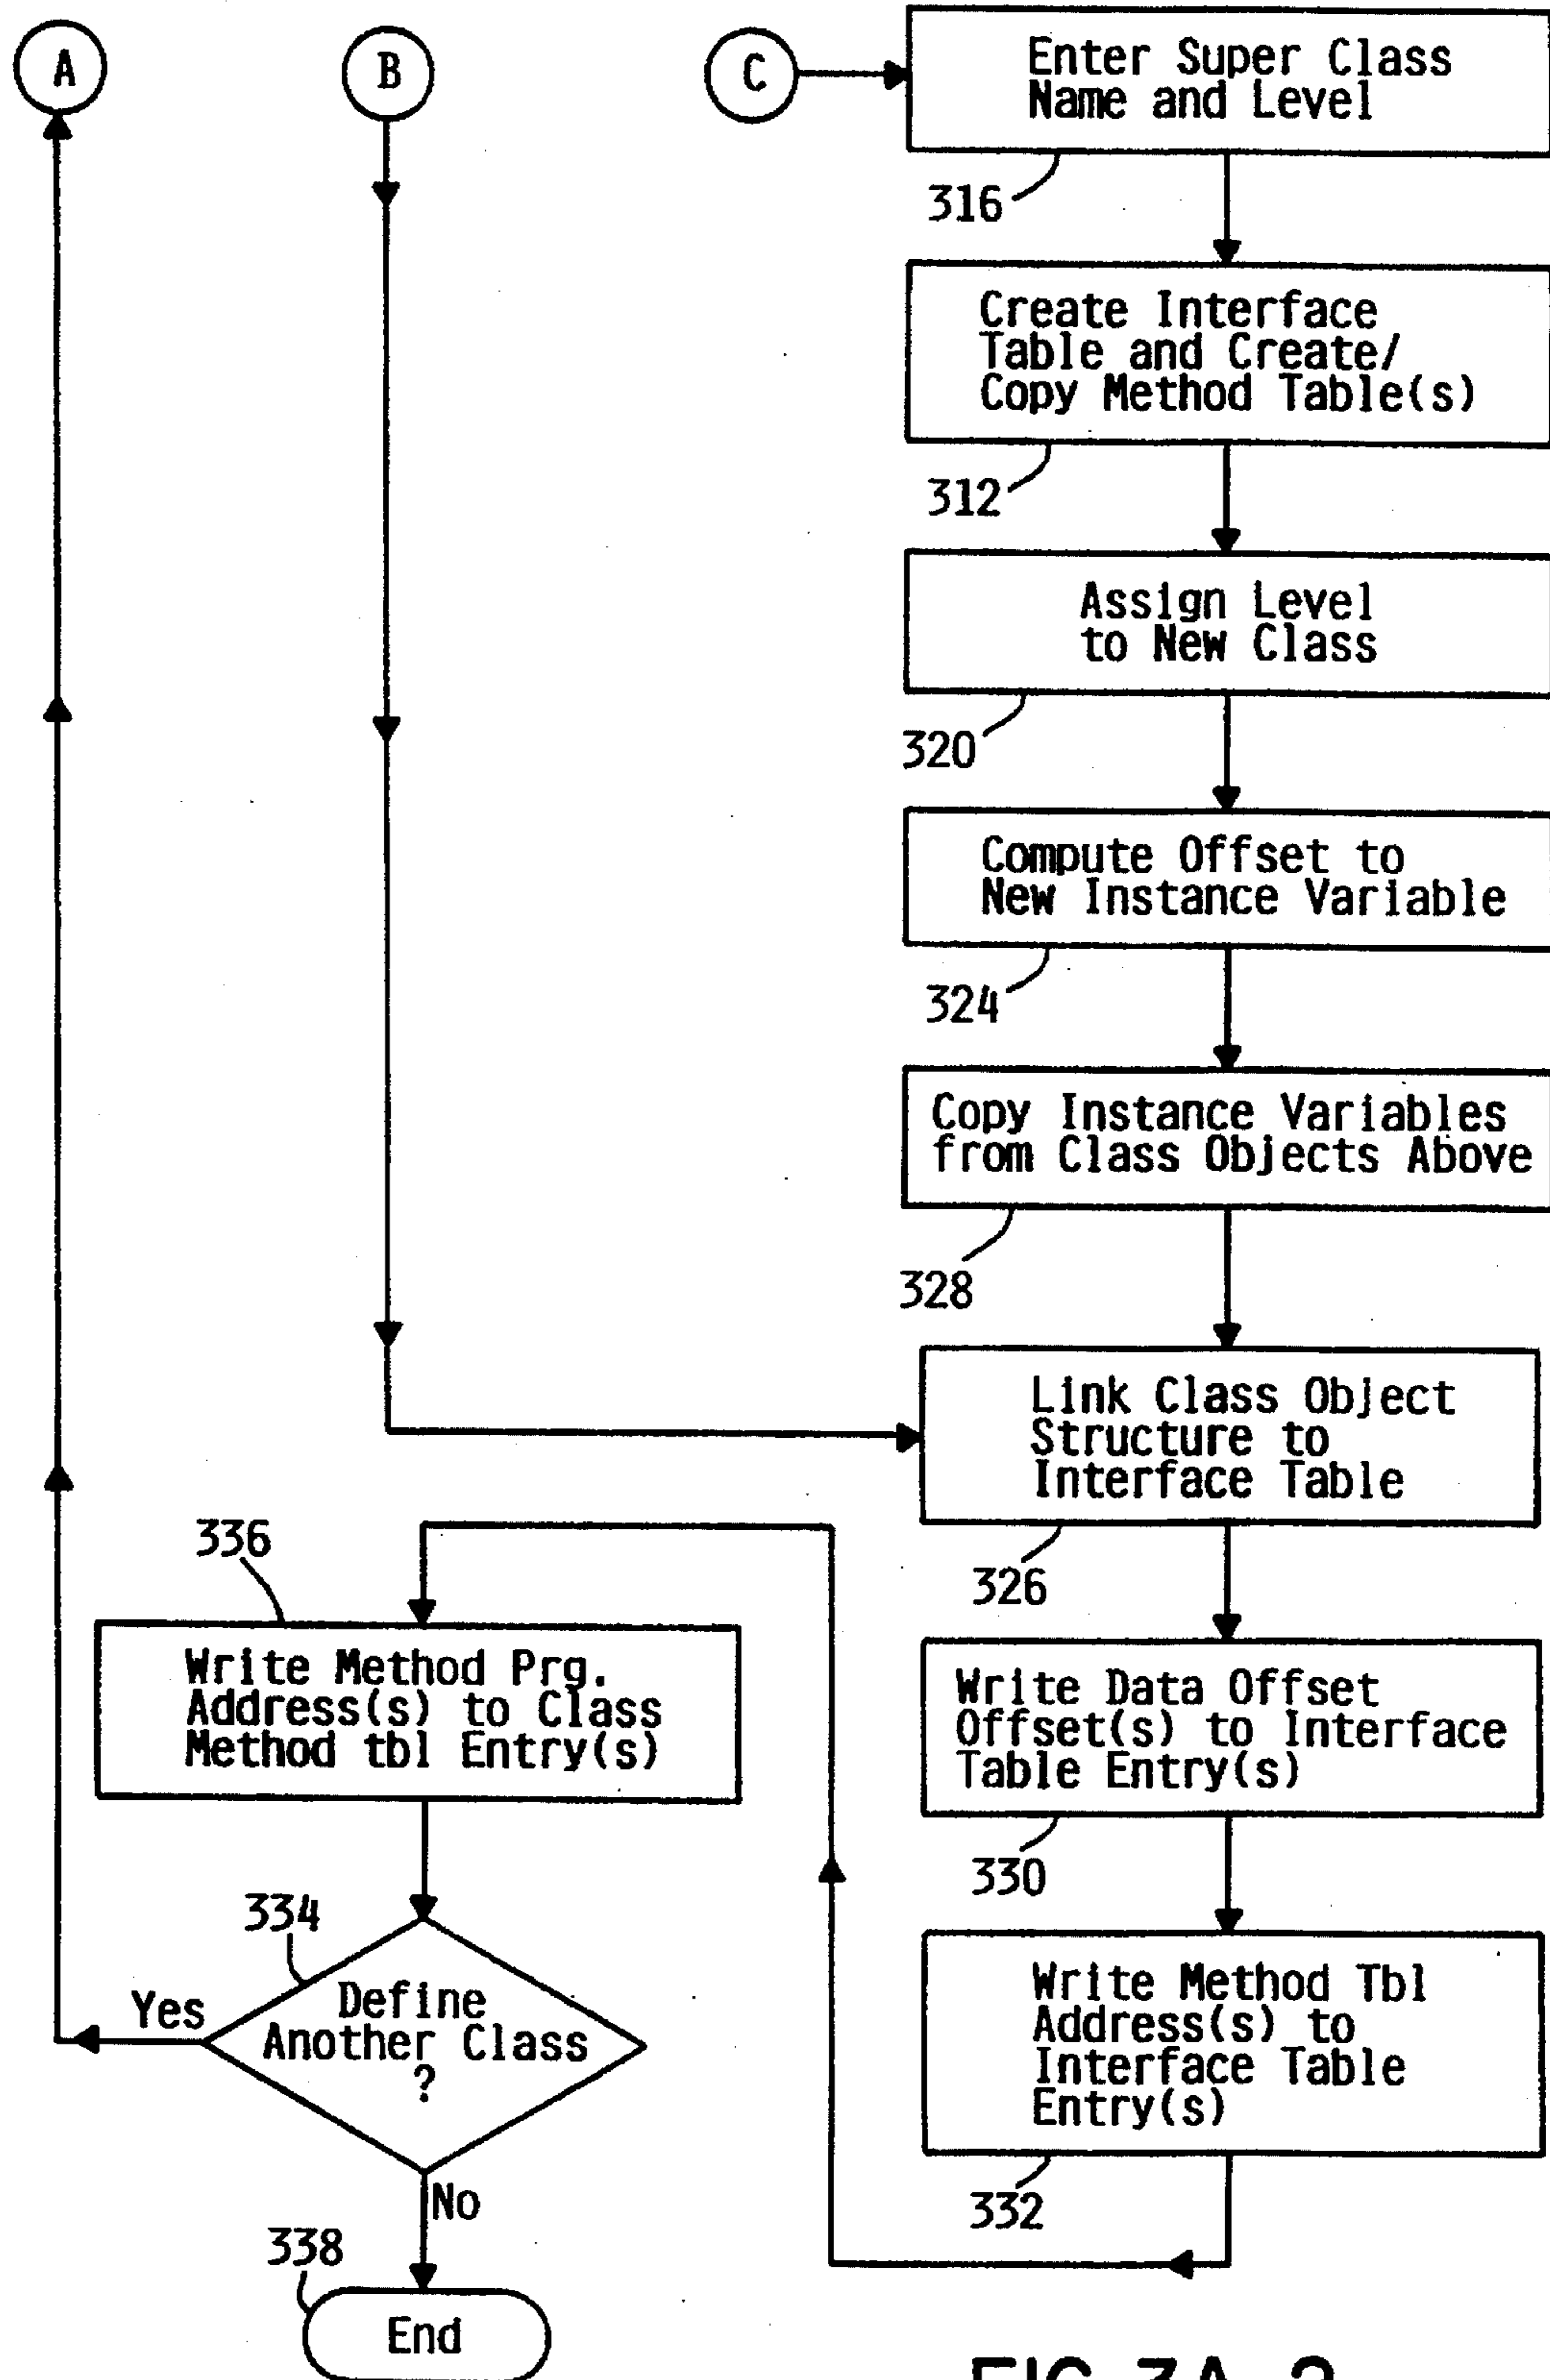 A
B
C
Enter Super Class
Name and Level
316
Create Interface
Table and Create/
Copy Method Table(s)
312
Assign Level
to New Class
320
Compute Offset to
New Instance Variable
324
Copy Instance Variables
from Class Objects Above
328
Link Class Object
Structure to
Interface Table
326
Write Data Offset
Offset(s) to Interface
Table Entry(s)
330
Write Method Tbl
Address(s) to
Interface Table
Entry(s)
332
336
Write Method Prg.
Address(s) to Class
Method tbl Entry(s)
334
Define
Another Class
?
Yes
No
338
End